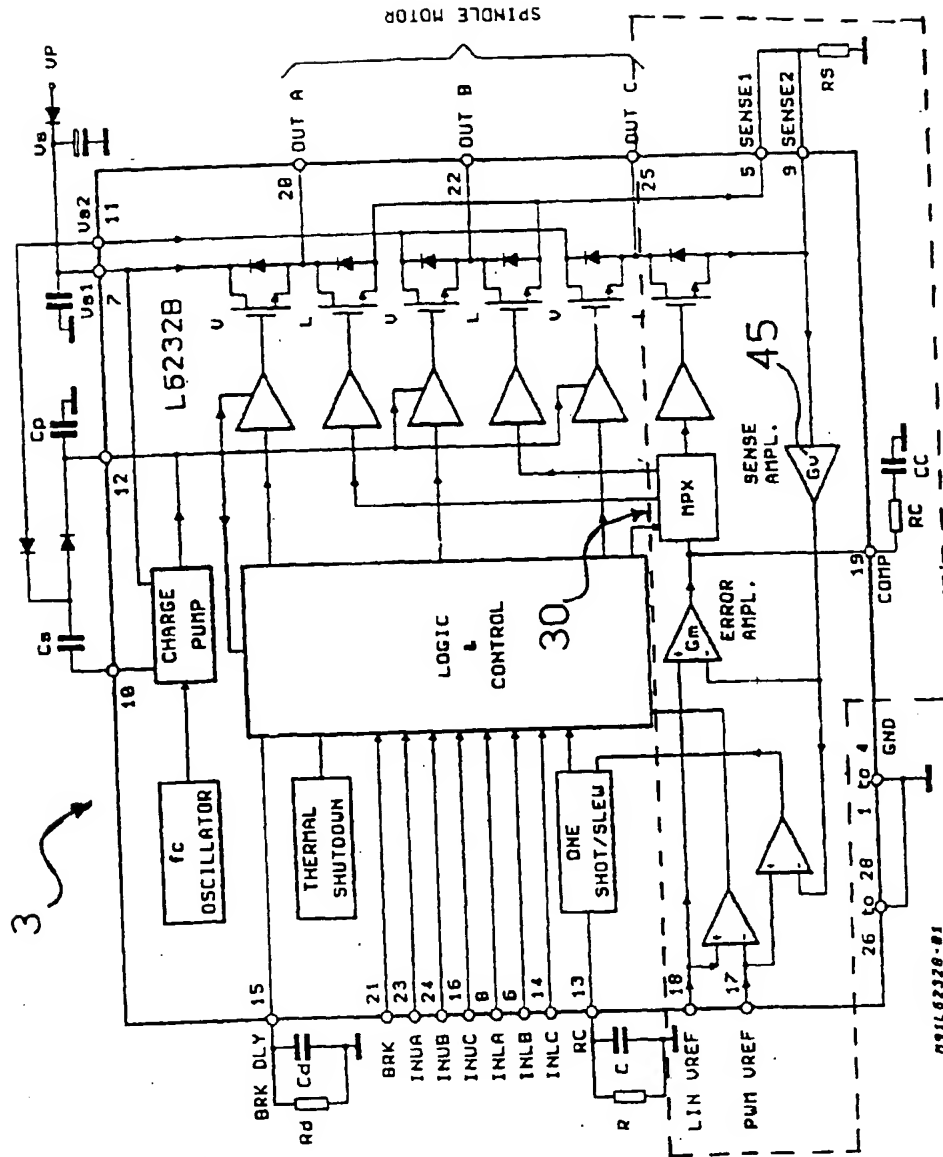 3
SPINDLE MOTOR
VP
Vs
Cs
Cp
Vs1
Vs2
10
12
7
11
L6232B
fc
OSCILLATOR
CHARGE
PUMP
THERMAL
SHUTDOWN
LOGIC
&
CONTROL
ONE
SHOT/SLEW
BRK DLY
15
Rd
Cd
BRK
21
INUA
23
INUB
24
INUC
16
INLA
8
INLB
6
INLC
14
RC
13
R
C
LIN VREF
18
PWM VREF
17
U
L
U
L
U
L
20
OUT A
22
OUT B
25
OUT C
5
SENSE1
9
SENSE2
RS
30
MPX
Gm
ERROR
AMPL.
SENSE
AMPL.
45
Gv
19
COMP
RC
CC
26 to 28
1 to 4
GND
M91L6232B-01